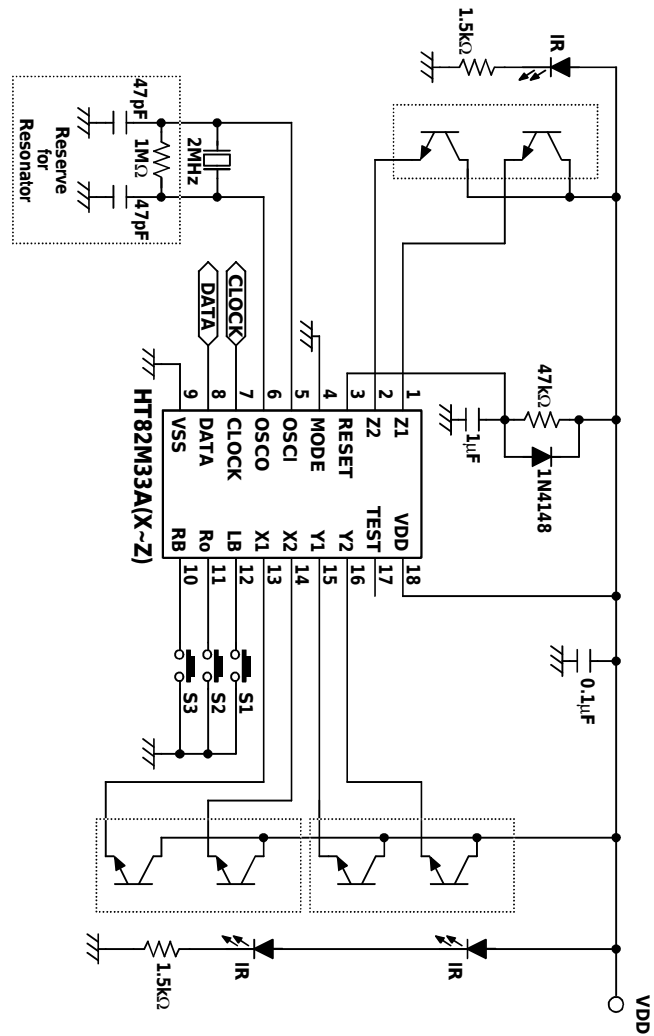 VDD
IR
1.5kΩ
47kΩ
1N4148
1µF
0.1µF
2MHz
1MΩ
47pF
47pF
Reserve
for
Resonator
CLOCK
DATA
1 Z1
2 Z2
3 RESET
4 MODE
5 OSCI
6 OSCO
7 CLOCK
8 DATA
9 VSS
VDD 18
TEST 17
Y2 16
Y1 15
X2 14
X1 13
LB 12
Ro 11
RB 10
HT82M33A(X~Z)
S1
S2
S3
IR
IR
1.5kΩ